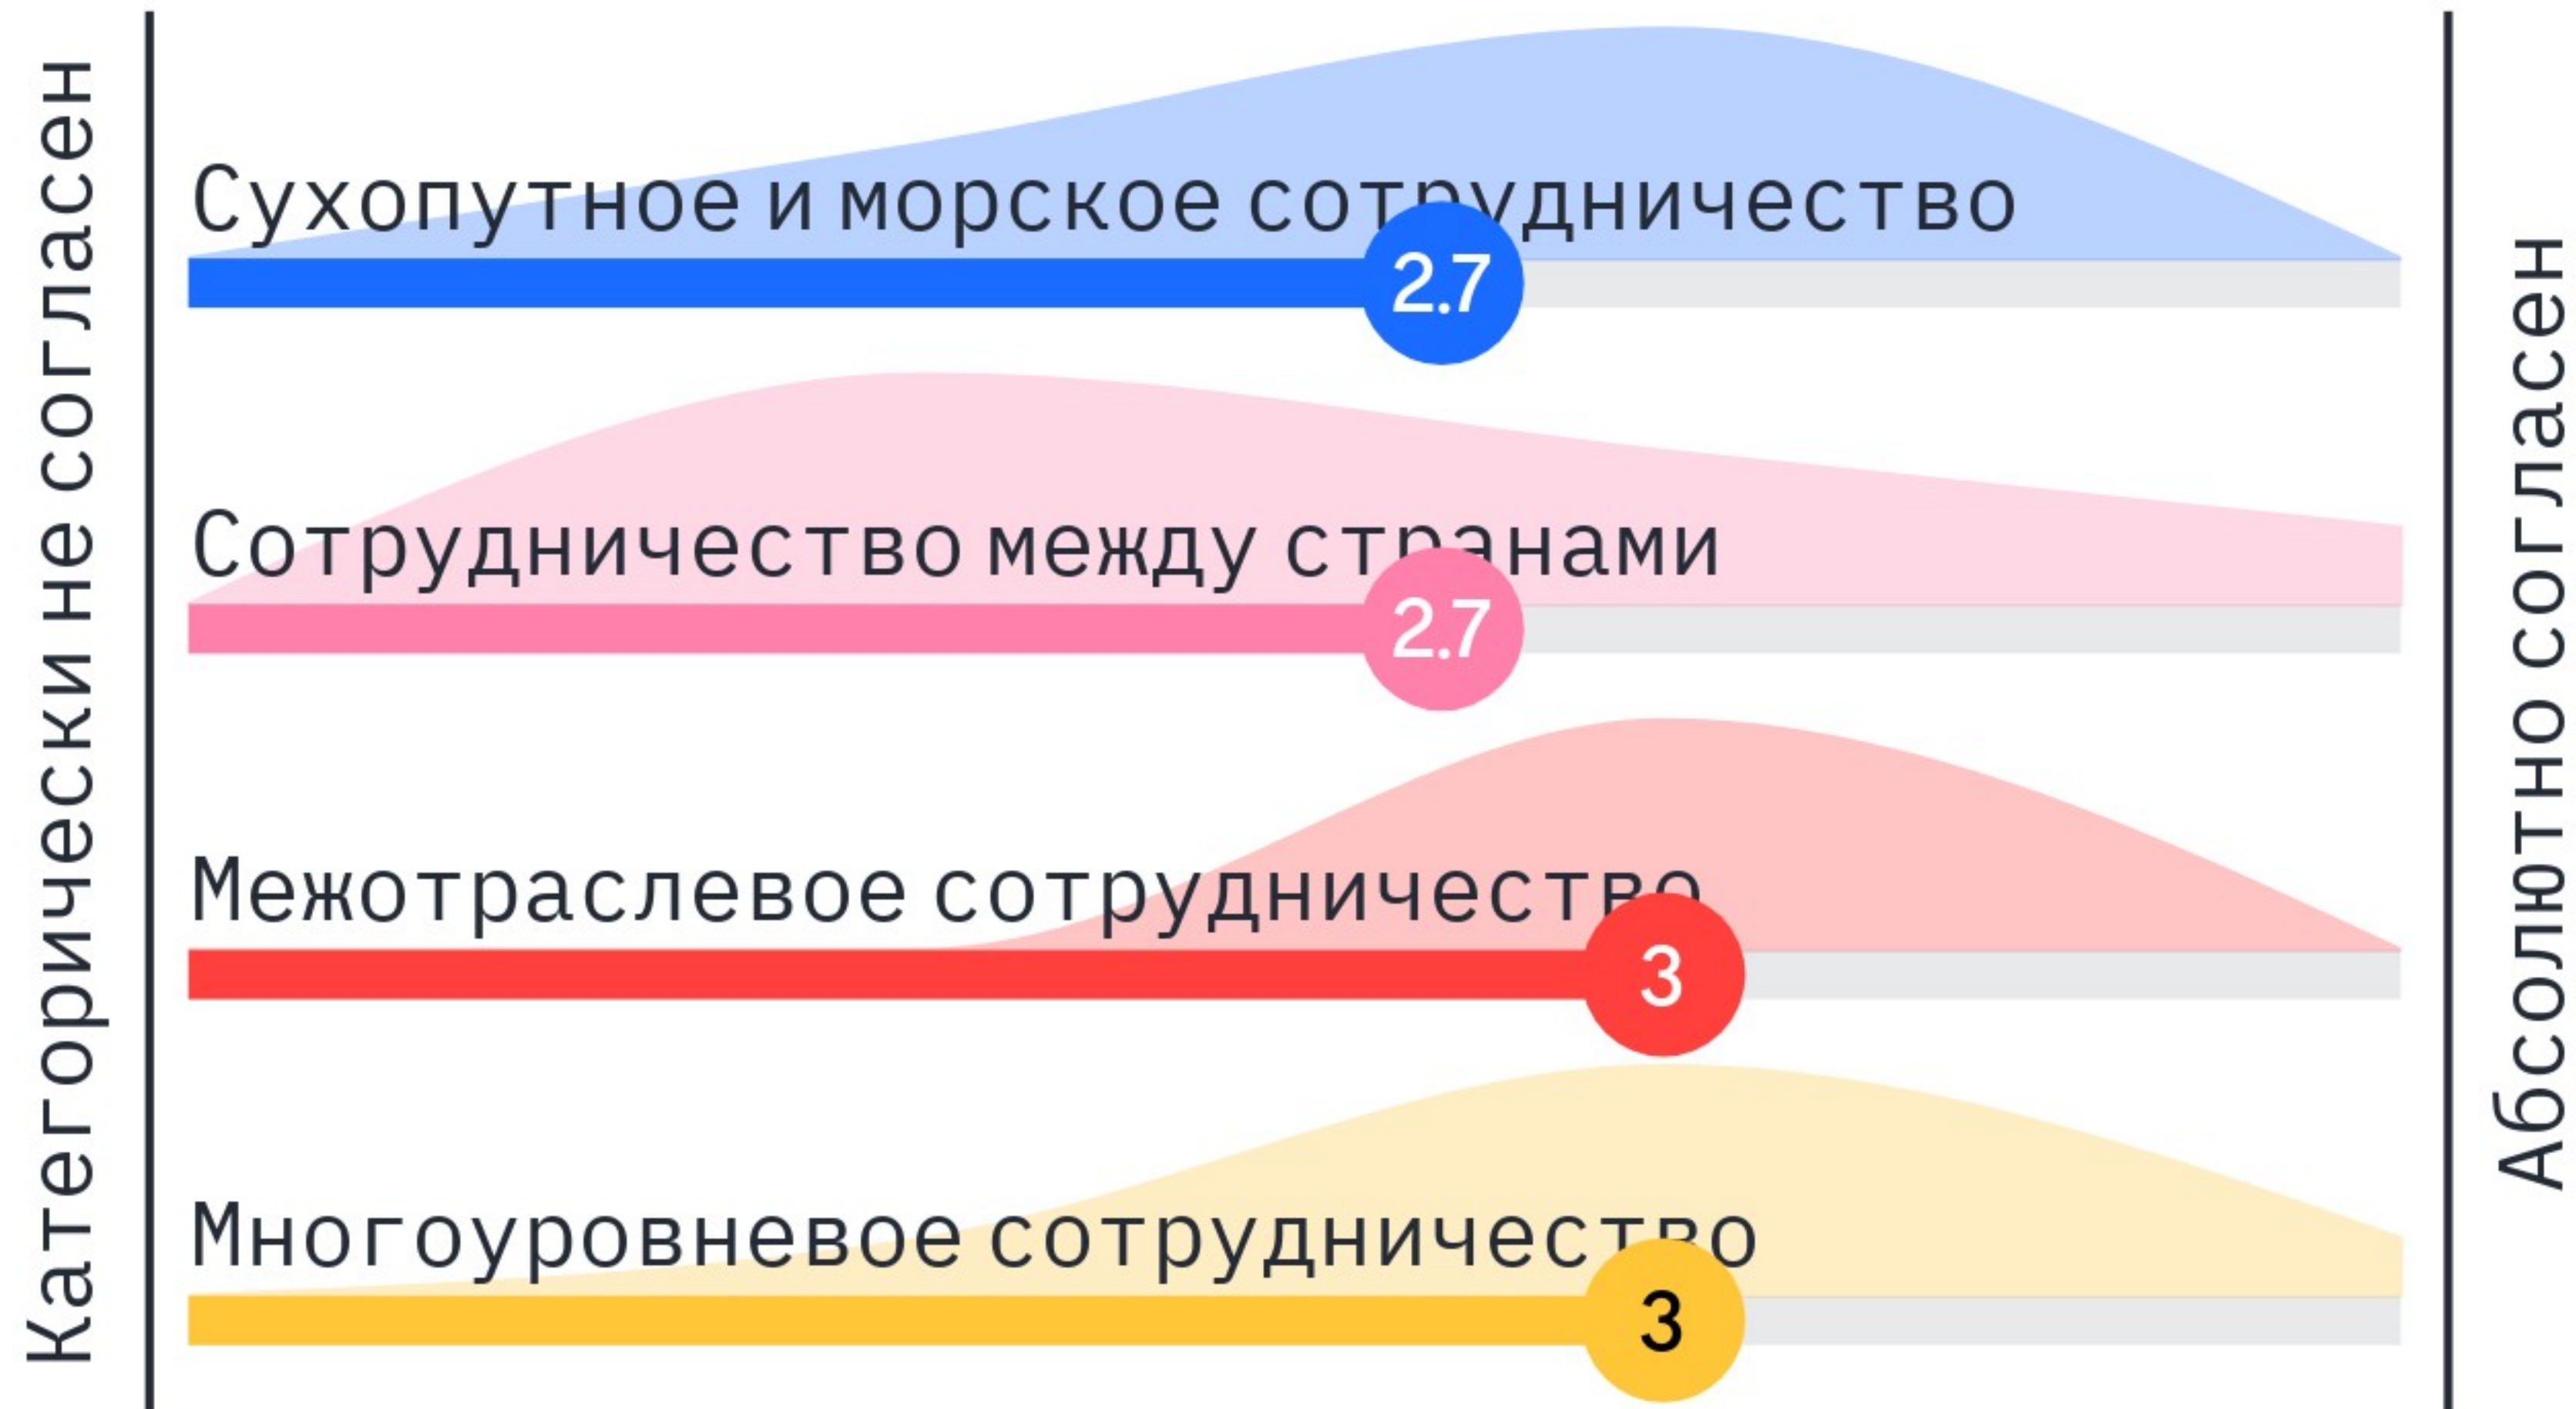 Категорически не согласен
Сухопутное и морское сотрудничество
2.7
Сотрудничество между странами
2.7
Межотраслевое сотрудничество
3
Многоуровневое сотрудничество
3
Абсолютно согласен